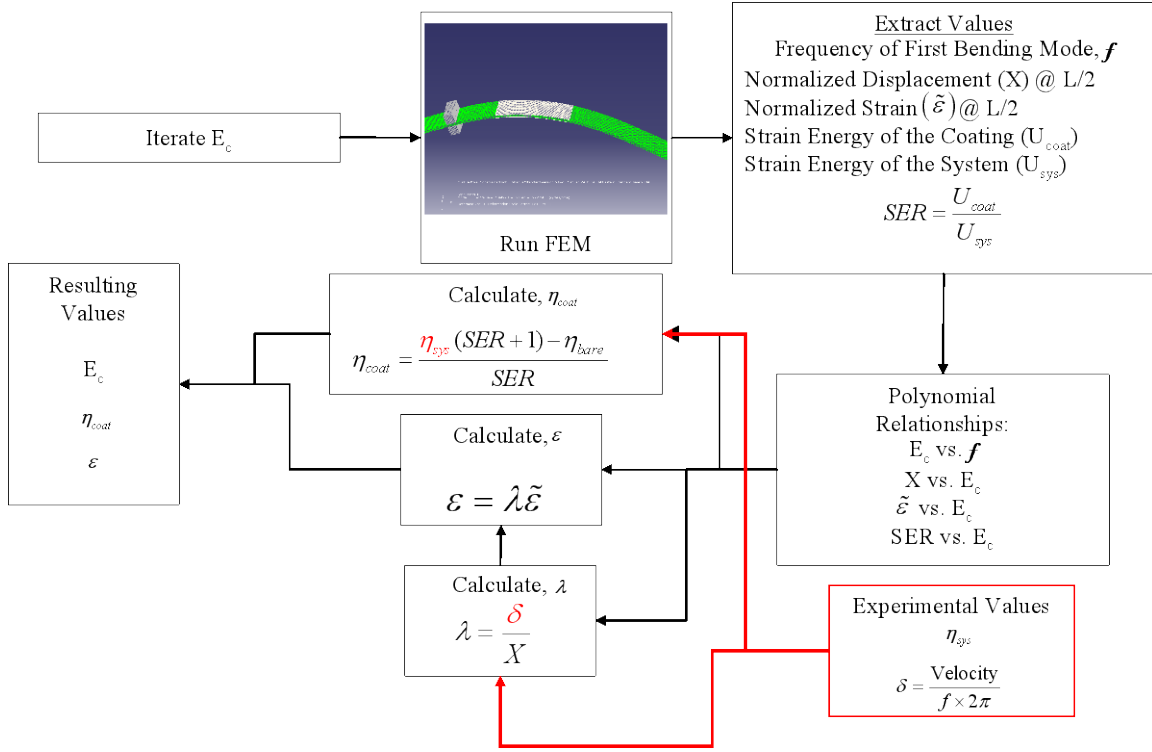 Iterate E_c
Run FEM
Extract Values
Frequency of First Bending Mode, f
Normalized Displacement (X) @ L/2
Normalized Strain (ε̃) @ L/2
Strain Energy of the Coating (U_coat)
Strain Energy of the System (U_sys)
SER = U_coat / U_sys
Resulting
Values
E_c
η_coat
ε
Calculate, η_coat
η_coat = (η_sys (SER + 1) − η_bare) / SER
Calculate, ε
ε = λε̃
Calculate, λ
λ = δ / X
Polynomial
Relationships:
E_c vs. f
X vs. E_c
ε̃ vs. E_c
SER vs. E_c
Experimental Values
η_sys
δ = Velocity / f × 2π